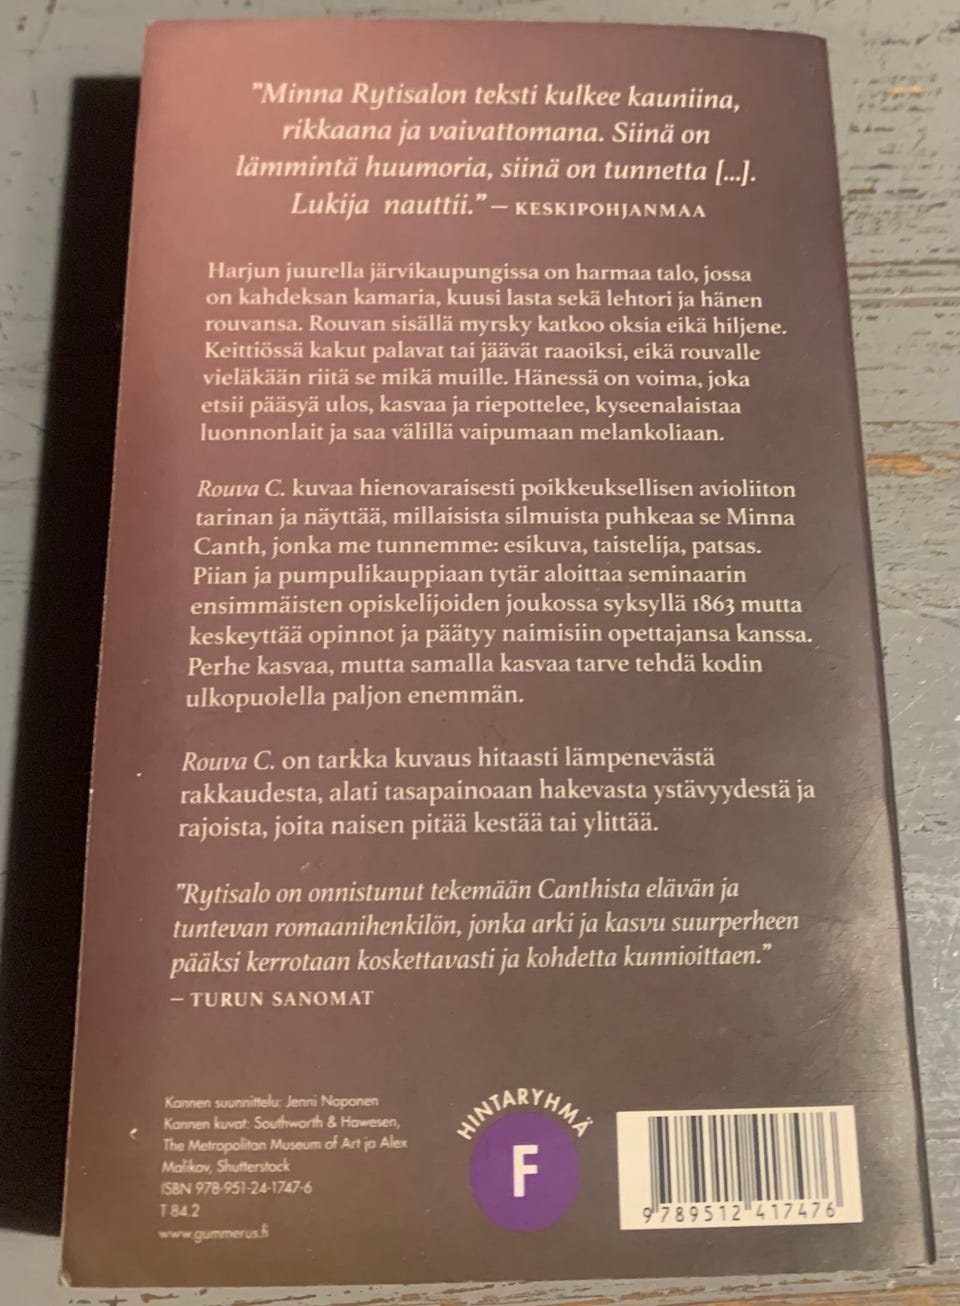 "Minna Rytisalon teksti kulkee kauniina,
rikkaana ja vaivattomana. Siinä on
lämmintä huumoria, siinä on tunnetta [...].
Lukija nauttii." – KESKIPOHJANMAA
Harjun juurella järvikaupungissa on harmaa talo, jossa
on kahdeksan kamaria, kuusi lasta sekä lehtori ja hänen
rouvansa. Rouvan sisällä myrsky katkoo oksia eikä hiljene.
Keittiössä kakut palavat tai jäävät raaoiksi, eikä rouvalle
vieläkään riitä se mikä muille. Hänessä on voima, joka
etsii pääsyä ulos, kasvaa ja riepottelee, kyseenalaistaa
luonnonlait ja saa välillä vaipumaan melankoliaan.
Rouva C. kuvaa hienovaraisesti poikkeuksellisen avioliiton
tarinan ja näyttää, millaisista silmuista puhkeaa se Minna
Canth, jonka me tunnemme: esikuva, taistelija, patsas.
Piian ja pumpulikauppiaan tytär aloittaa seminaarin
ensimmäisten opiskelijoiden joukossa syksyllä 1863 mutta
keskeyttää opinnot ja päätyy naimisiin opettajansa kanssa.
Perhe kasvaa, mutta samalla kasvaa tarve tehdä kodin
ulkopuolella paljon enemmän.
Rouva C. on tarkka kuvaus hitaasti lämpenevästä
rakkaudesta, alati tasapainoaan hakevasta ystävyydestä ja
rajoista, joita naisen pitää kestää tai ylittää.
"Rytisalo on onnistunut tekemään Canthista elävän ja
tuntevan romaanihenkilön, jonka arki ja kasvu suurperheen
pääksi kerrotaan koskettavasti ja kohdetta kunnioittaen."
– TURUN SANOMAT
Kannen suunnittelu: Jenni Noponen
Kannen kuvat: Southworth & Hawesen,
The Metropolitan Museum of Art ja Alex
Malikov, Shutterstock
ISBN 978-951-24-1747-6
T 84.2
www.gummerus.fi
HINTARYHMÄ
F
9 789512 417476